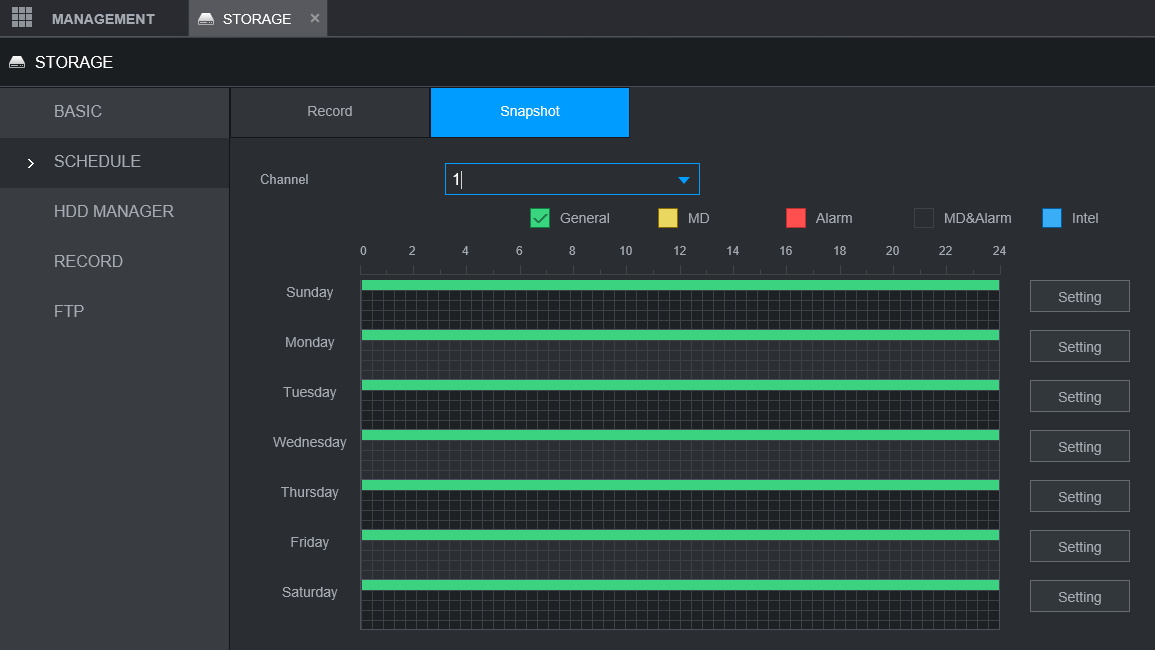 MANAGEMENT STORAGE ×
STORAGE
BASIC
SCHEDULE
HDD MANAGER
RECORD
FTP
Record Snapshot
Channel 1
General MD Alarm MD&Alarm Intel
0 2 4 6 8 10 12 14 16 18 20 22 24
Sunday Setting
Monday Setting
Tuesday Setting
Wednesday Setting
Thursday Setting
Friday Setting
Saturday Setting